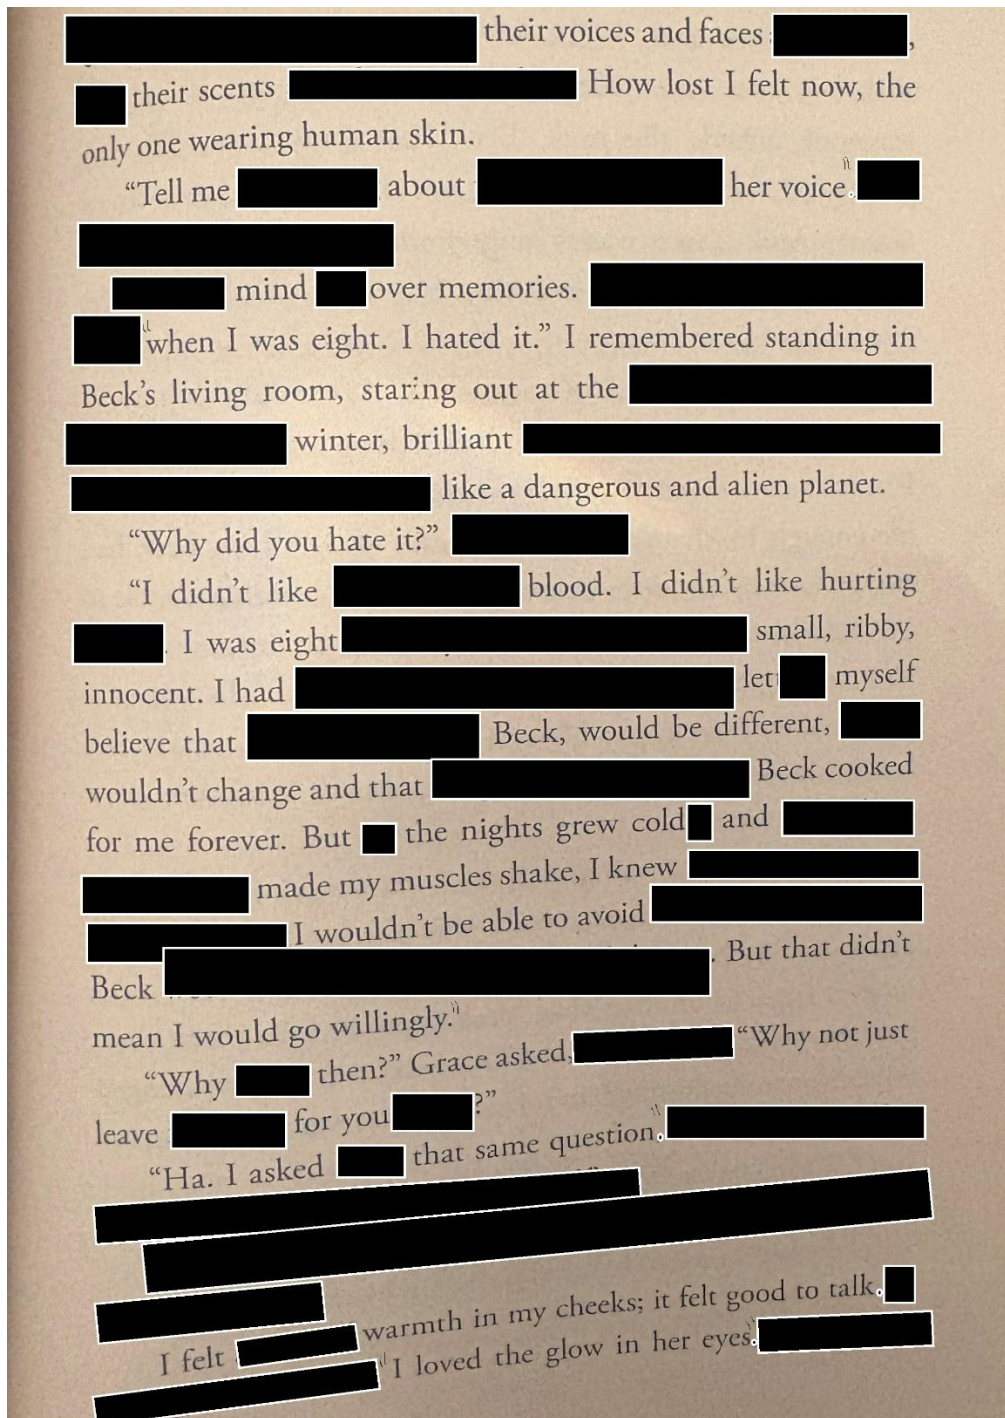 their voices and faces ,
their scents How lost I felt now, the
only one wearing human skin.
“Tell me about her voice."
mind over memories.
"when I was eight. I hated it.” I remembered standing in
Beck’s living room, staring out at the
winter, brilliant
like a dangerous and alien planet.
“Why did you hate it?”
“I didn’t like blood. I didn’t like hurting
. I was eight small, ribby,
innocent. I had let myself
believe that Beck, would be different,
wouldn’t change and that Beck cooked
for me forever. But the nights grew cold and
made my muscles shake, I knew
I wouldn’t be able to avoid
Beck . But that didn’t
mean I would go willingly."
“Why then?” Grace asked, “Why not just
leave for you ?”
“Ha. I asked that same question."
I felt warmth in my cheeks; it felt good to talk.
"I loved the glow in her eyes."